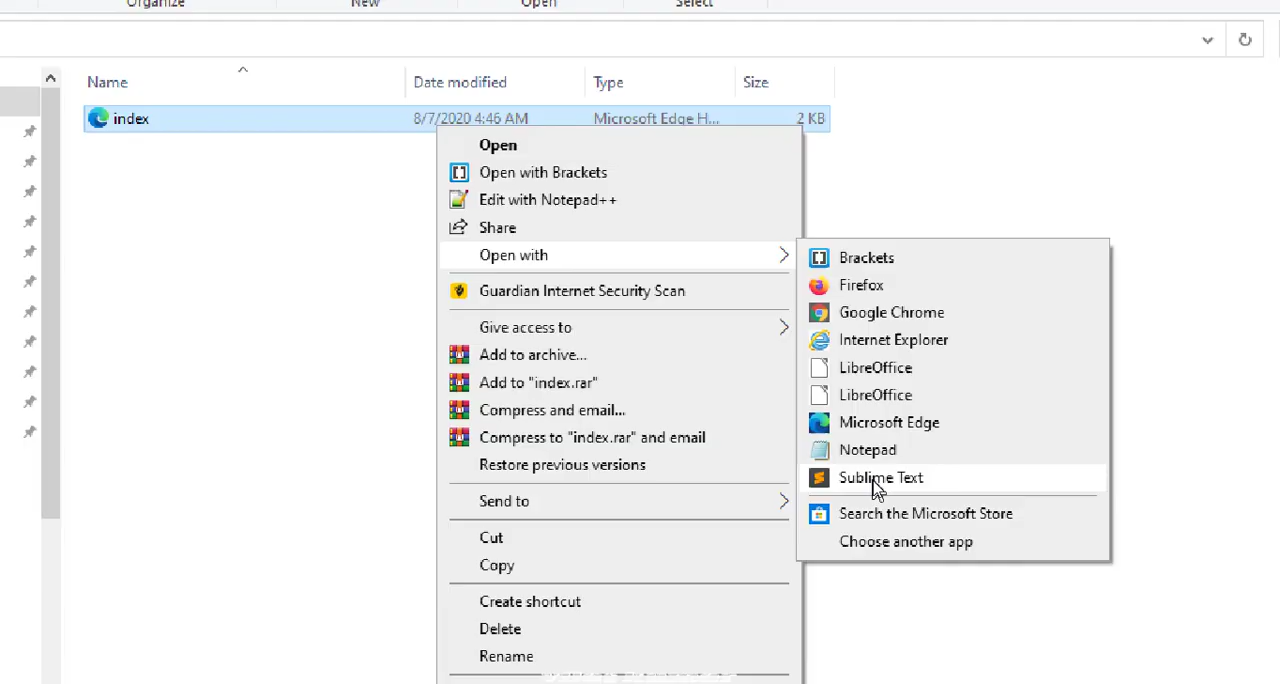 Organize New Open Select
Name Date modified Type Size
index 8/7/2020 4:46 AM Microsoft Edge H... 2 KB
Open
Open with Brackets
Edit with Notepad++
Share
Open with
Guardian Internet Security Scan
Give access to
Add to archive...
Add to "index.rar"
Compress and email...
Compress to "index.rar" and email
Restore previous versions
Send to
Cut
Copy
Create shortcut
Delete
Rename
Brackets
Firefox
Google Chrome
Internet Explorer
LibreOffice
LibreOffice
Microsoft Edge
Notepad
Sublime Text
Search the Microsoft Store
Choose another app